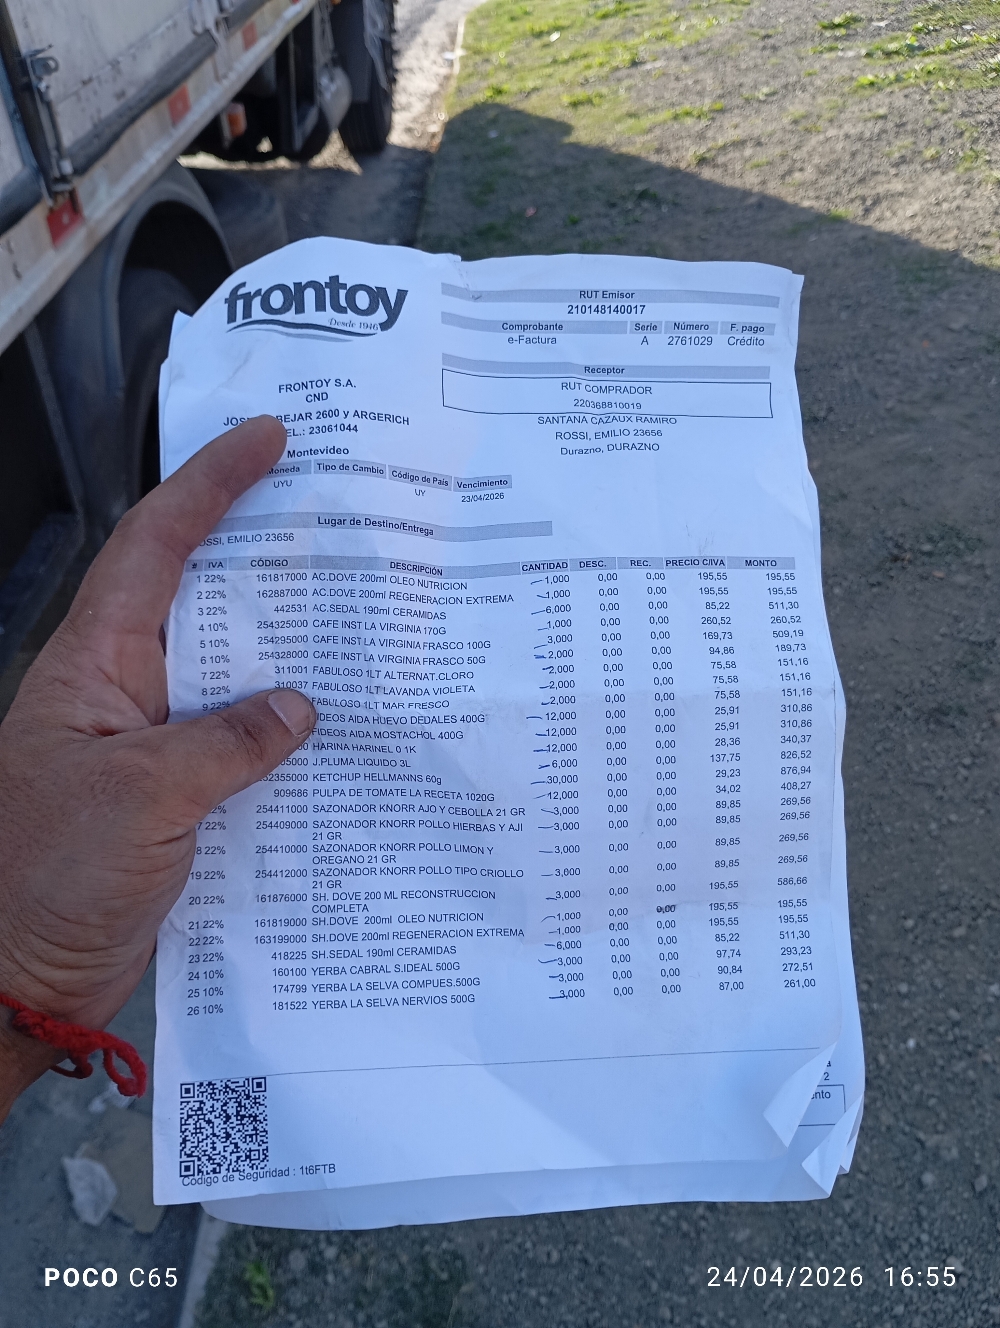 frontoy
Desde 1946
RUT Emisor
210148140017
Comprobante Serie Número F. pago
e-Factura A 2761029 Crédito
Receptor
RUT COMPRADOR
220368810019
SANTANA CAZAUX RAMIRO
ROSSI, EMILIO 23656
Durazno, DURAZNO
FRONTOY S.A.
CND
BEJAR 2600 y ARGERICH
EL.: 23061044
Montevideo
Moneda Tipo de Cambio Código de País Vencimiento
UYU UY 23/04/2026
Lugar de Destino/Entrega
OSSI, EMILIO 23656
# IVA CÓDIGO DESCRIPCIÓN CANTIDAD DESC. REC. PRECIO C/IVA MONTO
1 22% 161817000 AC.DOVE 200ml OLEO NUTRICION 1,000 0,00 0,00 195,55 195,55
2 22% 162887000 AC.DOVE 200ml REGENERACION EXTREMA 1,000 0,00 0,00 195,55 195,55
3 22% 442531 AC.SEDAL 190ml CERAMIDAS 6,000 0,00 0,00 85,22 511,30
4 10% 254325000 CAFE INST LA VIRGINIA 170G 1,000 0,00 0,00 260,52 260,52
5 10% 254295000 CAFE INST LA VIRGINIA FRASCO 100G 3,000 0,00 0,00 169,73 509,19
6 10% 254328000 CAFE INST LA VIRGINIA FRASCO 50G 2,000 0,00 0,00 94,86 189,73
7 22% 311001 FABULOSO 1LT ALTERNAT.CLORO 2,000 0,00 0,00 75,58 151,16
8 22% 310037 FABULOSO 1LT LAVANDA VIOLETA 2,000 0,00 0,00 75,58 151,16
9 22% FABULOSO 1LT MAR FRESCO 2,000 0,00 0,00 75,58 151,16
IDEOS AIDA HUEVO DEDALES 400G 12,000 0,00 0,00 25,91 310,86
FIDEOS AIDA MOSTACHOL 400G 12,000 0,00 0,00 25,91 310,86
HARINA HARINEL 0 1K 12,000 0,00 0,00 28,36 340,37
5000 J.PLUMA LIQUIDO 3L 6,000 0,00 0,00 137,75 826,52
52355000 KETCHUP HELLMANNS 60g 30,000 0,00 0,00 29,23 876,94
909686 PULPA DE TOMATE LA RECETA 1020G 12,000 0,00 0,00 34,02 408,27
2% 254411000 SAZONADOR KNORR AJO Y CEBOLLA 21 GR 3,000 0,00 0,00 89,85 269,56
7 22% 254409000 SAZONADOR KNORR POLLO HIERBAS Y AJI 3,000 0,00 0,00 89,85 269,56
21 GR
8 22% 254410000 SAZONADOR KNORR POLLO LIMON Y 3,000 0,00 0,00 89,85 269,56
OREGANO 21 GR
19 22% 254412000 SAZONADOR KNORR POLLO TIPO CRIOLLO 3,000 0,00 0,00 89,85 269,56
21 GR
20 22% 161876000 SH. DOVE 200 ML RECONSTRUCCION 3,000 0,00 0,00 195,55 586,66
COMPLETA
21 22% 161819000 SH.DOVE 200ml OLEO NUTRICION 1,000 0,00 0,00 195,55 195,55
22 22% 163199000 SH.DOVE 200ml REGENERACION EXTREMA 1,000 0,00 0,00 195,55 195,55
23 22% 418225 SH.SEDAL 190ml CERAMIDAS 6,000 0,00 0,00 85,22 511,30
24 10% 160100 YERBA CABRAL S.IDEAL 500G 3,000 0,00 0,00 97,74 293,23
25 10% 174799 YERBA LA SELVA COMPUES.500G 3,000 0,00 0,00 90,84 272,51
26 10% 181522 YERBA LA SELVA NERVIOS 500G 3,000 0,00 0,00 87,00 261,00
2
nto
Código de Seguridad : 1t6FTB
POCO C65
24/04/2026 16:55